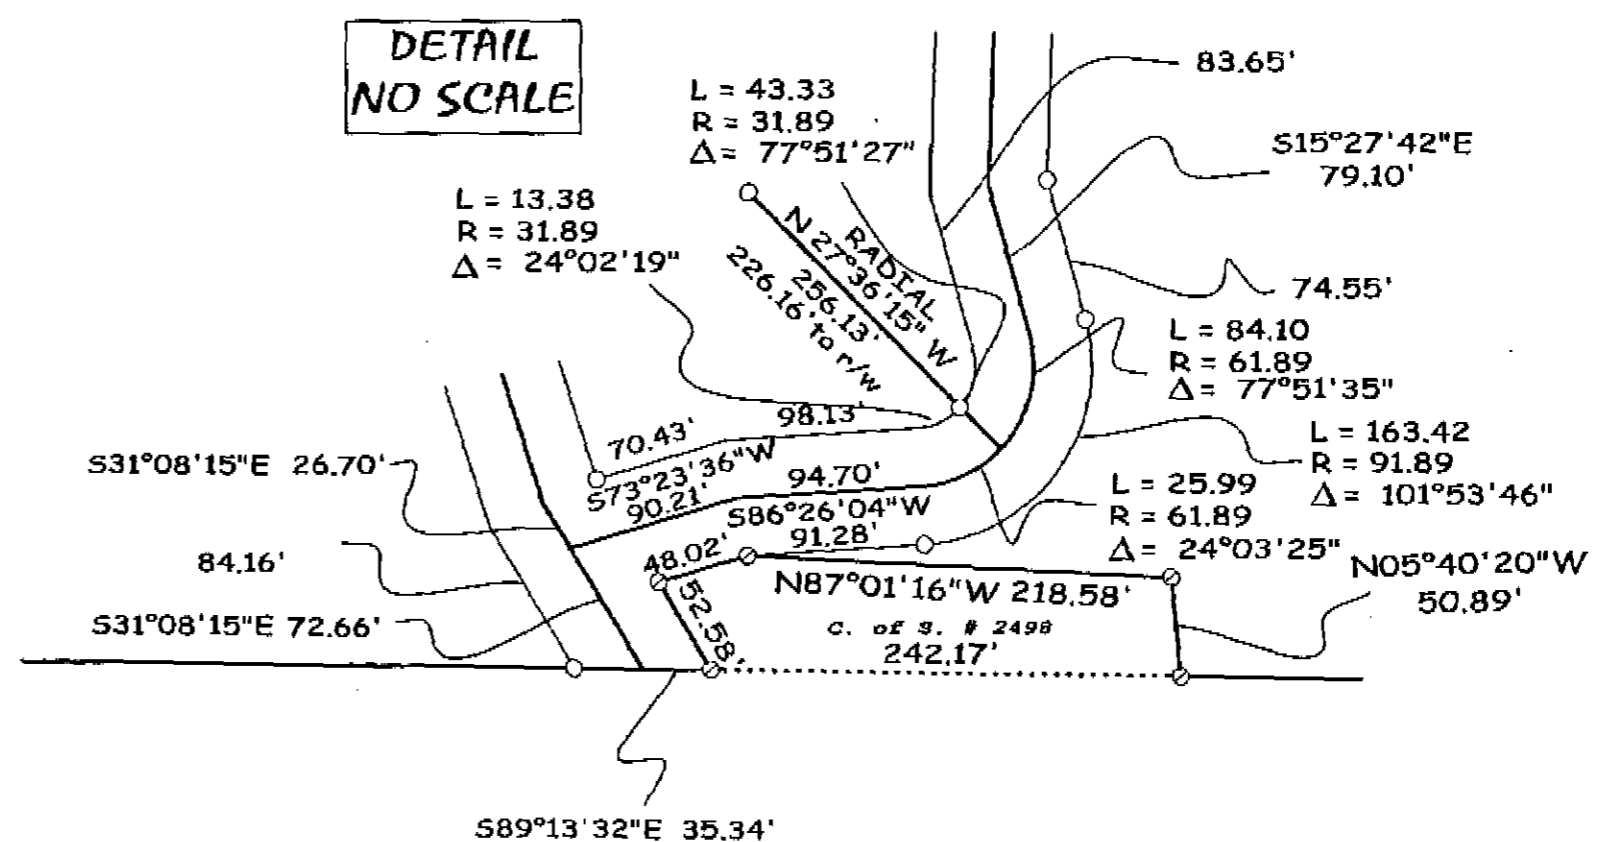 DETAIL
NO SCALE
L = 43.33
R = 31.89
Δ = 77°51'27"
83.65'
S15°27'42"E
79.10'
L = 13.38
R = 31.89
Δ = 24°02'19"
RADIAL
N 27°36'15" W
256.13'
226.16' to r/w
74.55'
L = 84.10
R = 61.89
Δ = 77°51'35"
98.13'
70.43'
S73°23'36"W
90.21'
S31°08'15"E 26.70'
94.70'
S86°26'04"W
91.28'
L = 163.42
R = 91.89
Δ = 101°53'46"
L = 25.99
R = 61.89
Δ = 24°03'25"
84.16'
48.02'
52.58'
N87°01'16"W 218.58'
N05°40'20"W
50.89'
S31°08'15"E 72.66'
C. of S. # 2498
242.17'
S89°13'32"E 35.34'